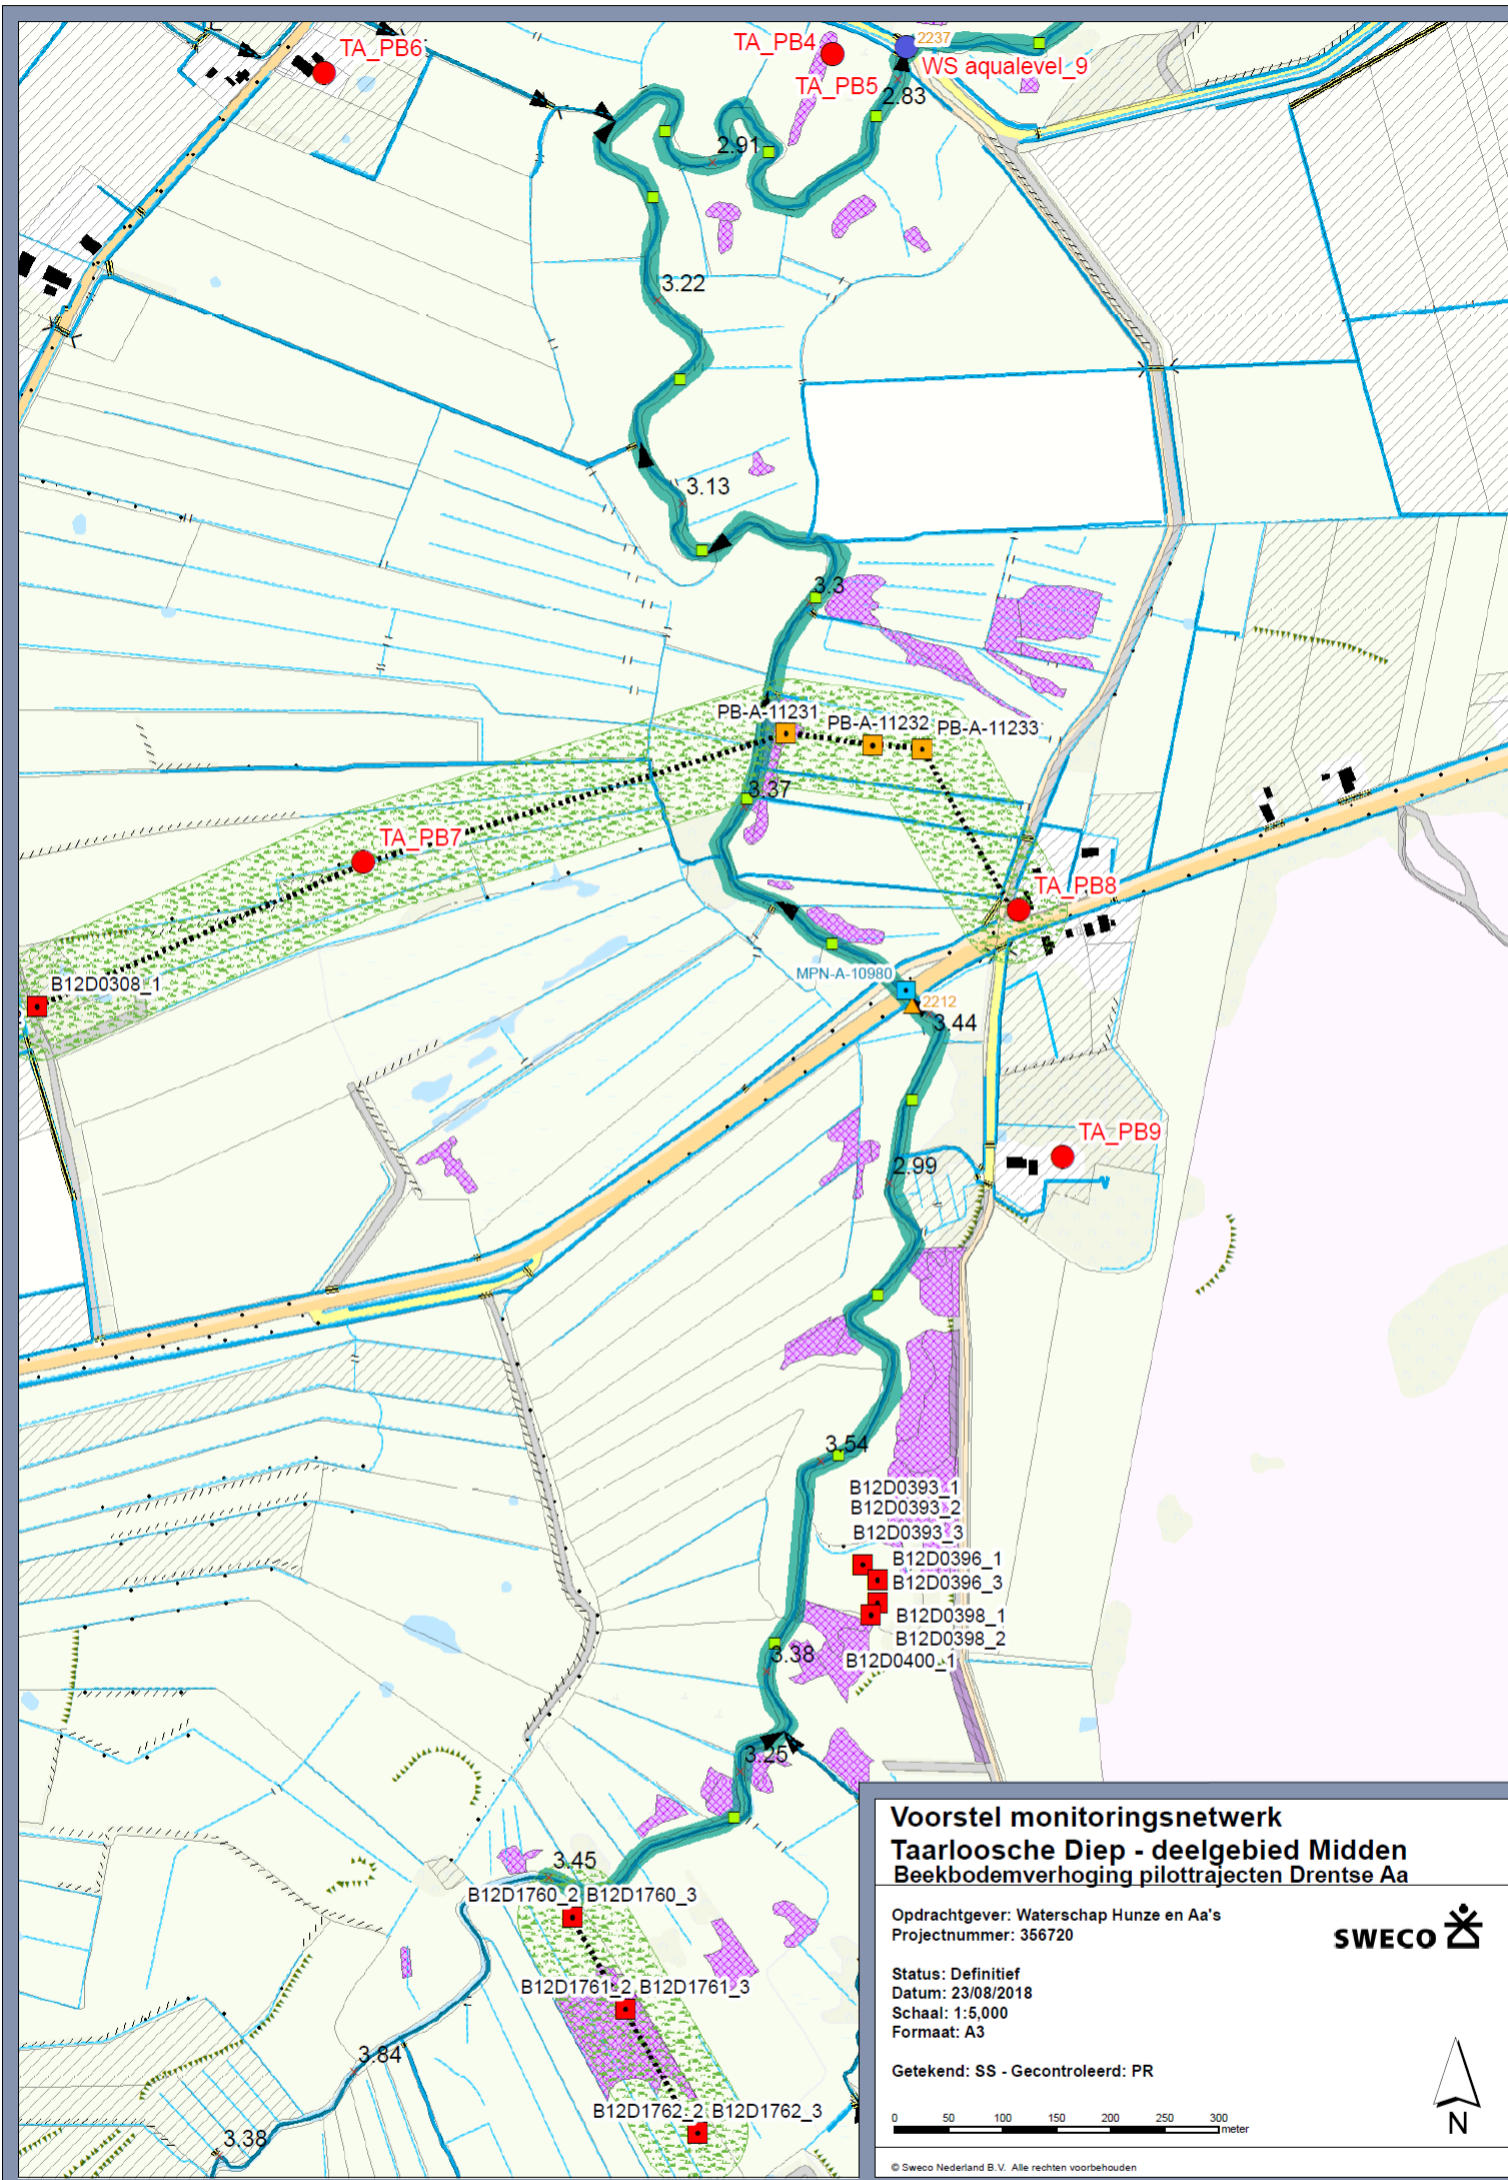 TA_PB6
TA_PB4
2237
WS aqualevel_9
TA_PB5
2.83
2.91
3.22
3.13
3.3
PB-A-11231
PB-A-11232
PB-A-11233
3.37
TA_PB7
TA_PB8
MPN-A-10980
B12D0308_1
2212
3.44
TA_PB9
2.99
3.54
B12D0393_1
B12D0393_2
B12D0393_3
B12D0396_1
B12D0396_3
B12D0398_1
B12D0398_2
B12D0400_1
3.38
3.25
3.45
B12D1760_2 B12D1760_3
B12D1761_2 B12D1761_3
3.84
B12D1762_2 B12D1762_3
3.38
Voorstel monitoringsnetwerk
Taarloosche Diep - deelgebied Midden
Beekbodemverhoging pilottrajecten Drentse Aa
Opdrachtgever: Waterschap Hunze en Aa's
Projectnummer: 356720
SWECO
Status: Definitief
Datum: 23/08/2018
Schaal: 1:5,000
Formaat: A3
Getekend: SS - Gecontroleerd: PR
0 50 100 150 200 250 300
meter
N
© Sweco Nederland B.V. Alle rechten voorbehouden